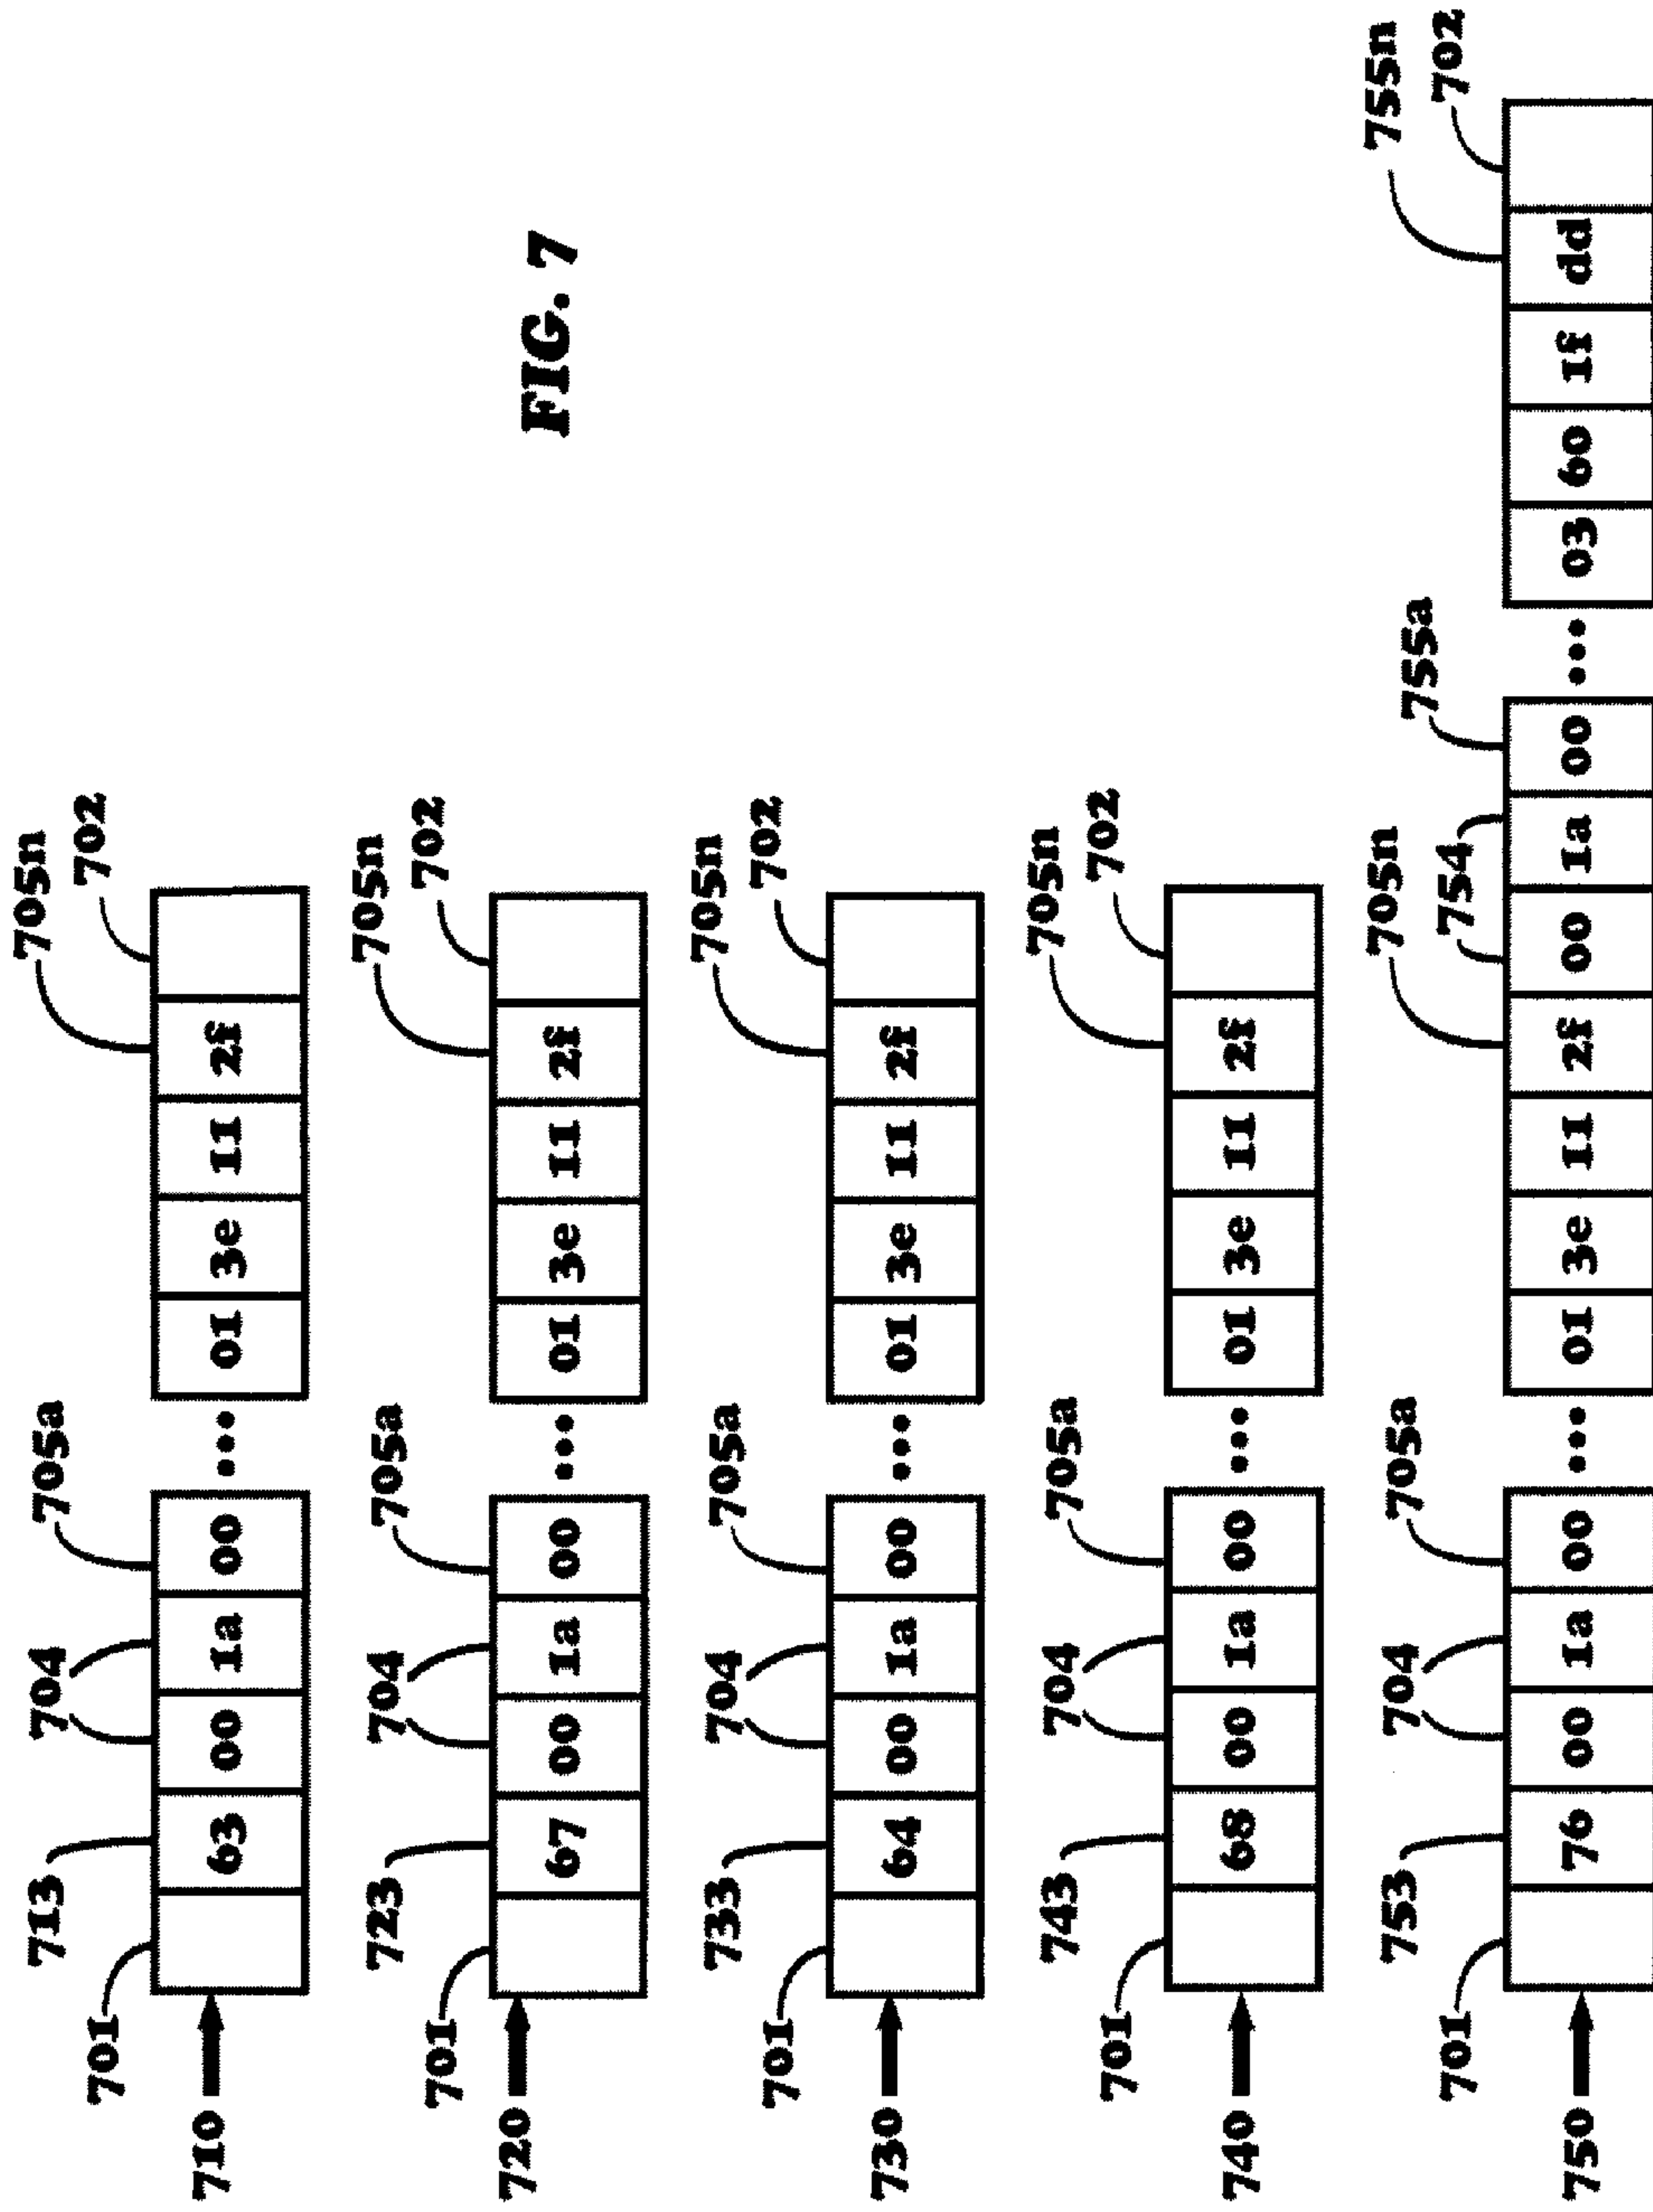 705n
702
713 704 705a
701
710 63 00 1a 00 ... 01 3e 11 2f
FIG. 7
705n
702
723 704 705a
701
720 67 00 1a 00 ... 01 3e 11 2f
705n
702
733 704 705a
701
730 64 00 1a 00 ... 01 3e 11 2f
705n
702
743 704 705a
701
740 68 00 1a 00 ... 01 3e 11 2f
755n
702
753 704 705a 705n 755a
754
701
750 76 00 1a 00 ... 01 3e 11 2f 00 1a 00 ... 03 60 1f dd